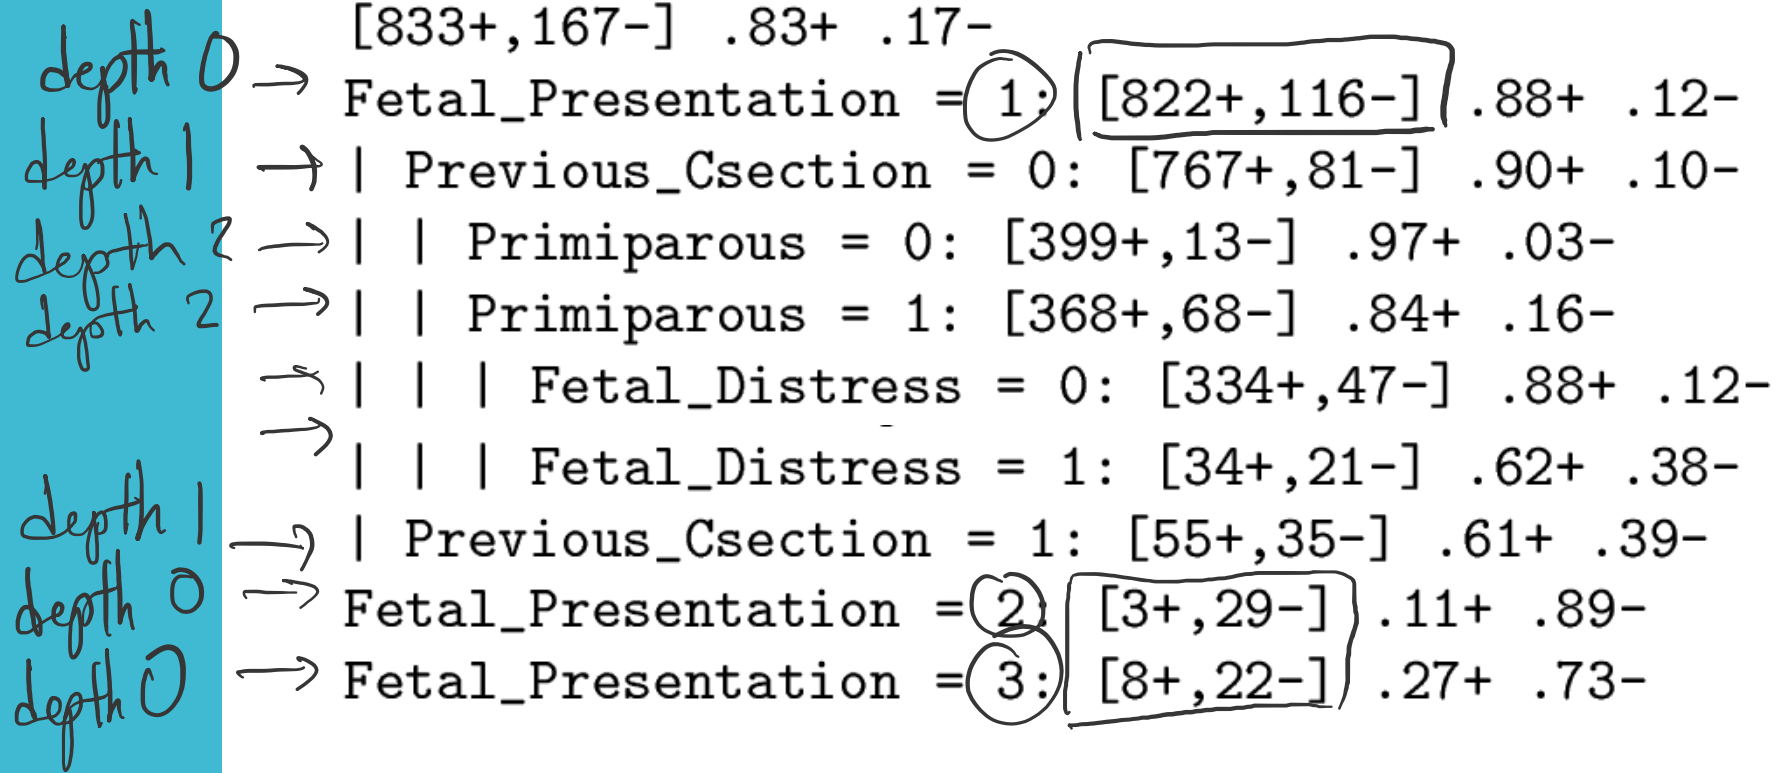 [833+,167-] .83+ .17-
depth 0 → Fetal_Presentation = 1: [822+,116-] .88+ .12-
depth 1 → | Previous_Csection = 0: [767+,81-] .90+ .10-
depth 2 → | | Primiparous = 0: [399+,13-] .97+ .03-
depth 2 → | | Primiparous = 1: [368+,68-] .84+ .16-
→ | | | Fetal_Distress = 0: [334+,47-] .88+ .12-
→ | | | Fetal_Distress = 1: [34+,21-] .62+ .38-
depth 1 → | Previous_Csection = 1: [55+,35-] .61+ .39-
depth 0 → Fetal_Presentation = 2: [3+,29-] .11+ .89-
depth 0 → Fetal_Presentation = 3: [8+,22-] .27+ .73-